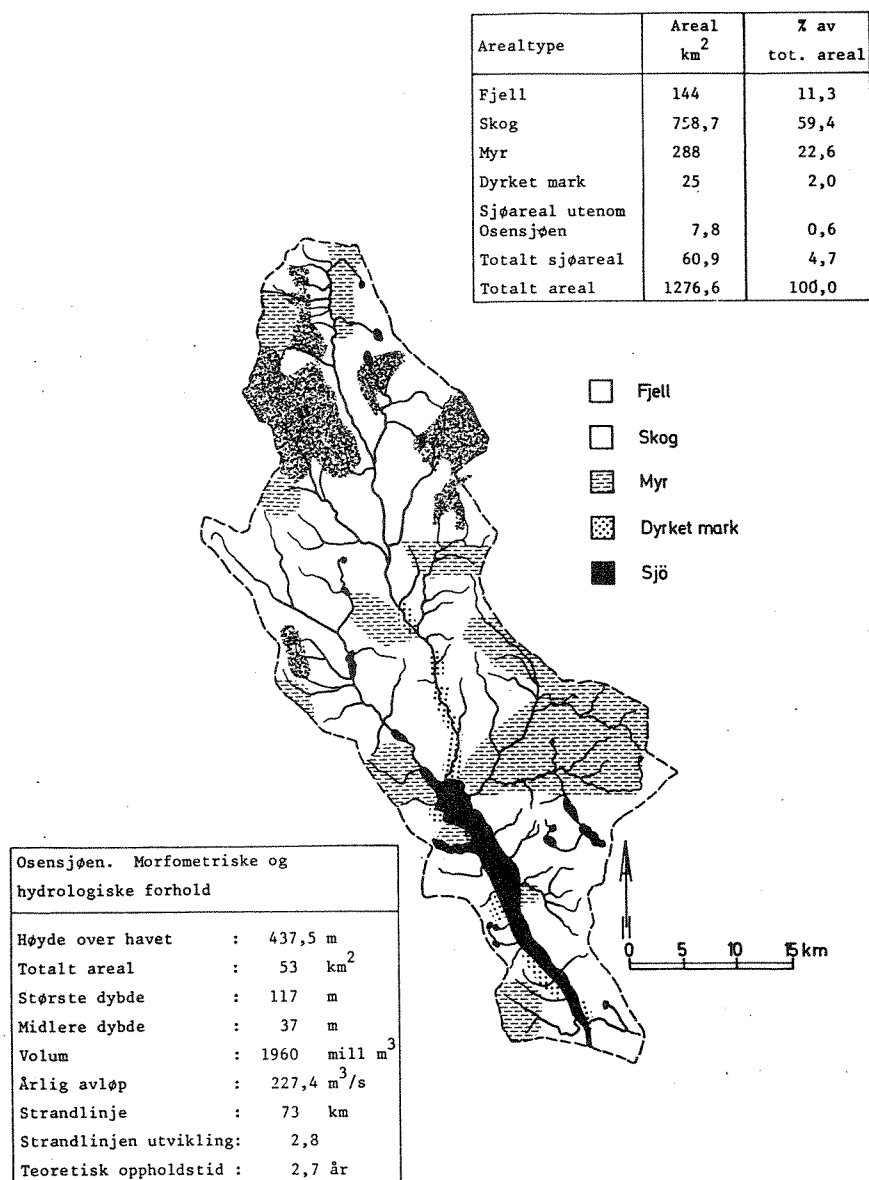 Arealtype Areal km² % av tot. areal
Fjell 144 11,3
Skog 758,7 59,4
Myr 288 22,6
Dyrket mark 25 2,0
Sjøareal utenom
Osensjøen 7,8 0,6
Totalt sjøareal 60,9 4,7
Totalt areal 1276,6 100,0
Fjell
Skog
Myr
Dyrket mark
Sjö
0 5 10 15 km
Osensjøen. Morfometriske og
hydrologiske forhold
Høyde over havet : 437,5 m
Totalt areal : 53 km²
Største dybde : 117 m
Midlere dybde : 37 m
Volum : 1960 mill m³
Årlig avløp : 227,4 m³/s
Strandlinje : 73 km
Strandlinjen utvikling: 2,8
Teoretisk oppholdstid : 2,7 år